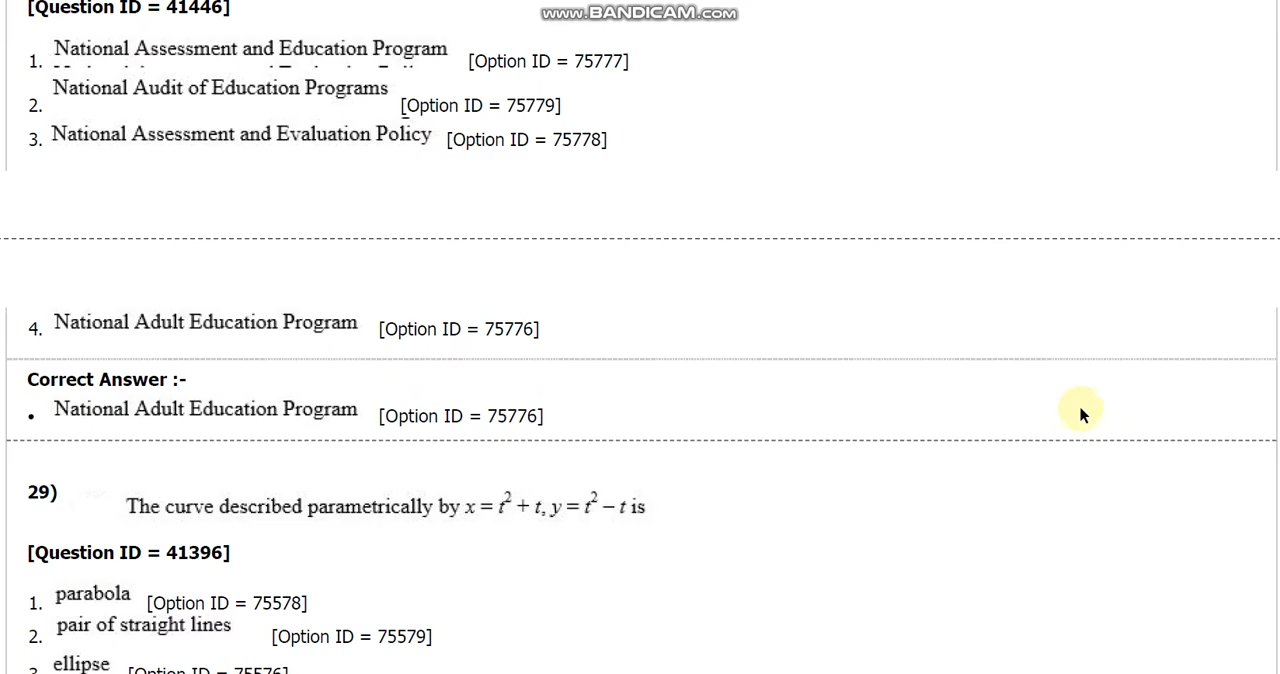 www.BANDICAM.com
[Question ID = 41446]
1. National Assessment and Education Program [Option ID = 75777]
2. National Audit of Education Programs [Option ID = 75779]
3. National Assessment and Evaluation Policy [Option ID = 75778]
4. National Adult Education Program [Option ID = 75776]
Correct Answer :-
• National Adult Education Program [Option ID = 75776]
29) The curve described parametrically by x = t² + t, y = t² – t is
[Question ID = 41396]
1. parabola [Option ID = 75578]
2. pair of straight lines [Option ID = 75579]
3. ellipse [Option ID = 75576]